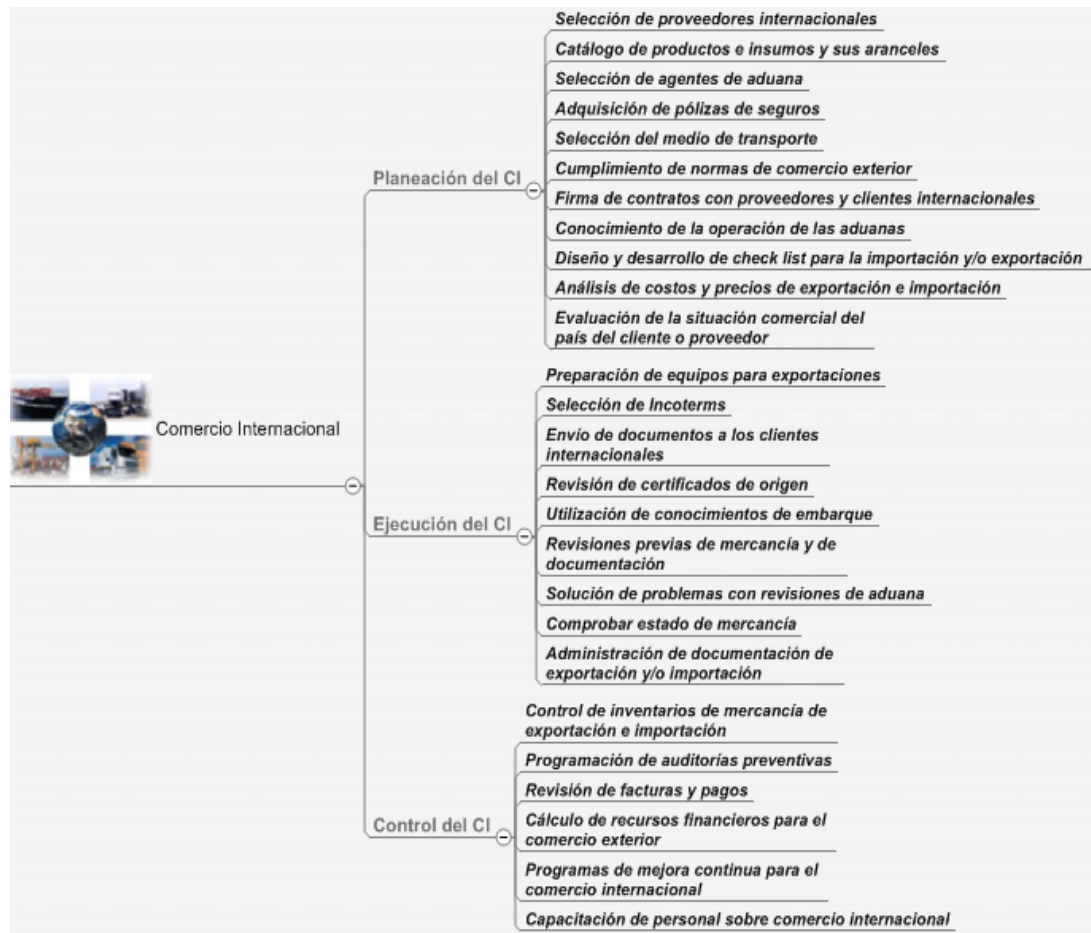 Selección de proveedores internacionales
Catálogo de productos e insumos y sus aranceles
Selección de agentes de aduana
Adquisición de pólizas de seguros
Selección del medio de transporte
Planeación del CI
Cumplimiento de normas de comercio exterior
Firma de contratos con proveedores y clientes internacionales
Conocimiento de la operación de las aduanas
Diseño y desarrollo de check list para la importación y/o exportación
Análisis de costos y precios de exportación e importación
Evaluación de la situación comercial del
país del cliente o proveedor
Comercio Internacional
Preparación de equipos para exportaciones
Selección de Incoterms
Envío de documentos a los clientes
internacionales
Revisión de certificados de origen
Ejecución del CI
Utilización de conocimientos de embarque
Revisiones previas de mercancía y de
documentación
Solución de problemas con revisiones de aduana
Comprobar estado de mercancía
Administración de documentación de
exportación y/o importación
Control de inventarios de mercancía de
exportación e importación
Programación de auditorías preventivas
Revisión de facturas y pagos
Control del CI
Cálculo de recursos financieros para el
comercio exterior
Programas de mejora continua para el
comercio internacional
Capacitación de personal sobre comercio internacional